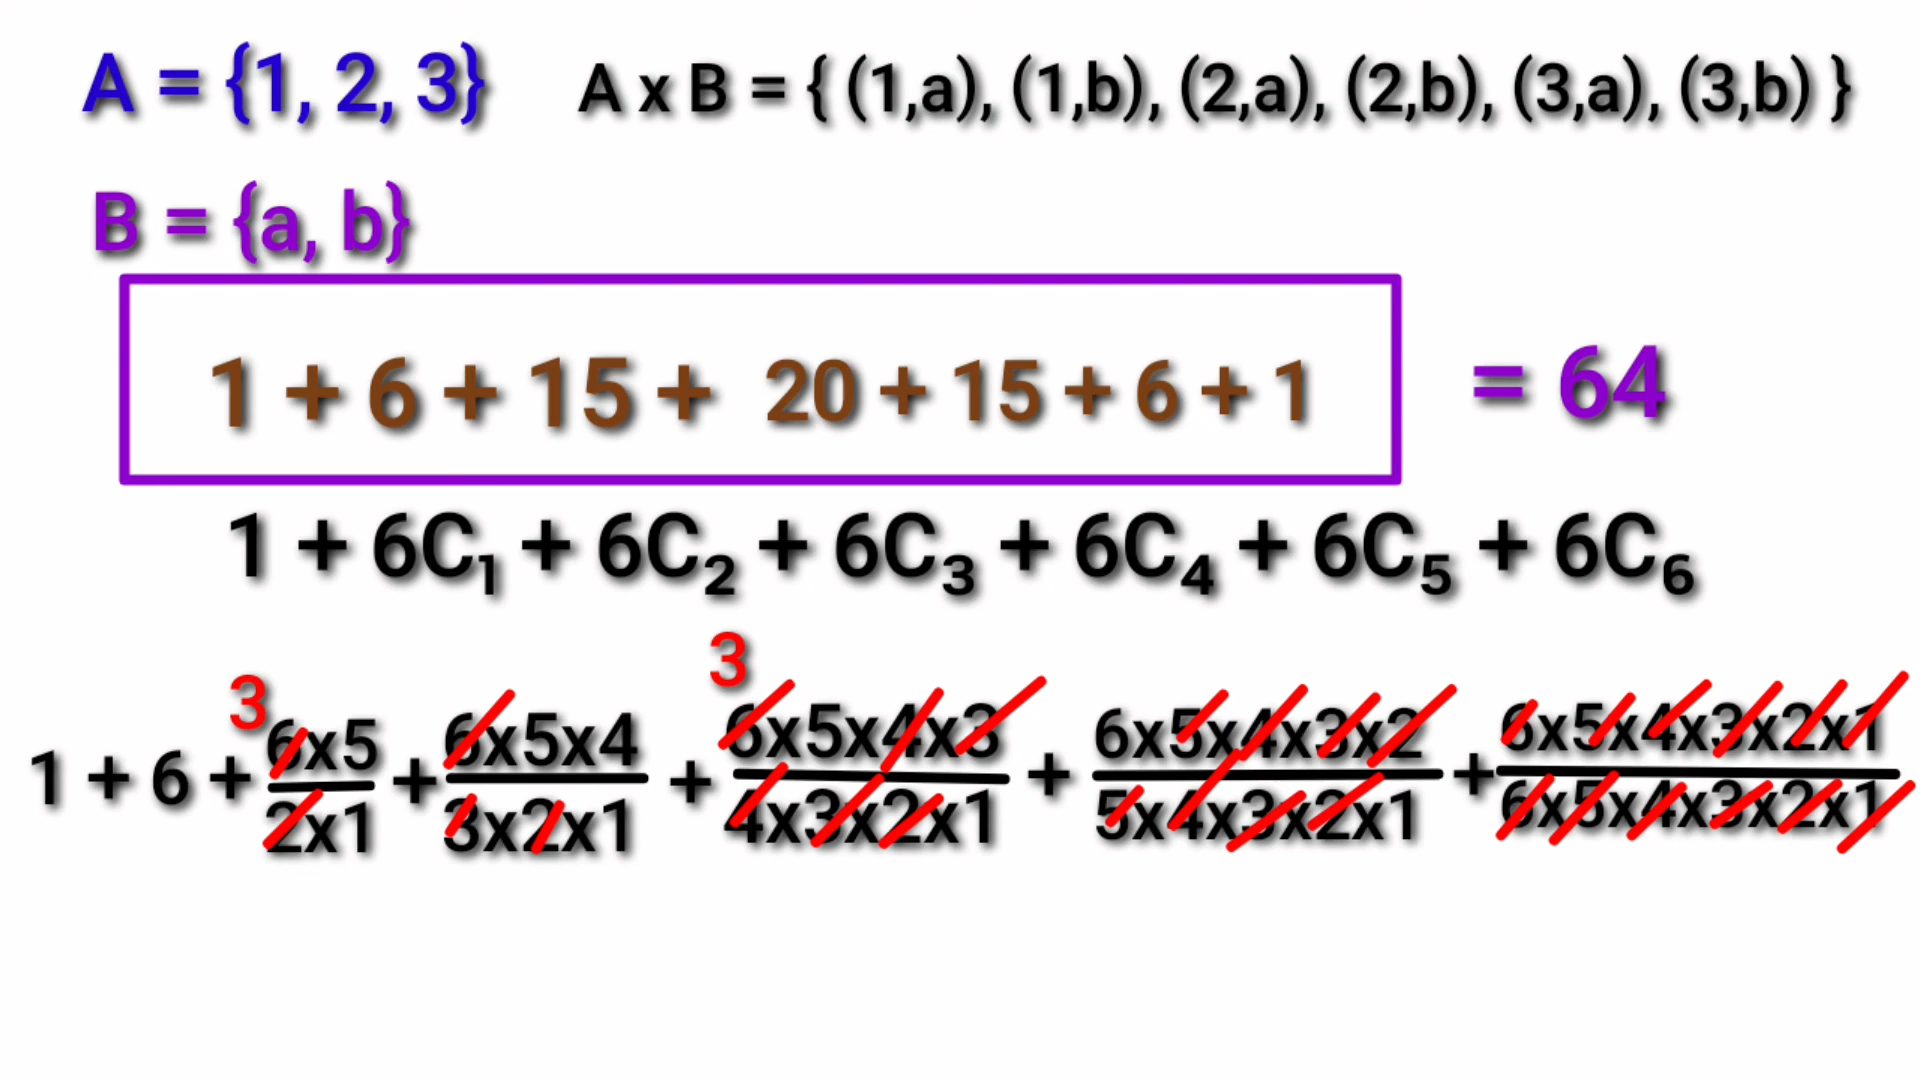 A = {1, 2, 3} A x B = { (1,a), (1,b), (2,a), (2,b), (3,a), (3,b) }
B = {a, b}
1 + 6 + 15 + 20 + 15 + 6 + 1 = 64
1 + 6C₁ + 6C₂ + 6C₃ + 6C₄ + 6C₅ + 6C₆
3 3
1 + 6 + 6x5/2x1 + 6x5x4/3x2x1 + 6x5x4x3/4x3x2x1 + 6x5x4x3x2/5x4x3x2x1 + 6x5x4x3x2x1/6x5x4x3x2x1